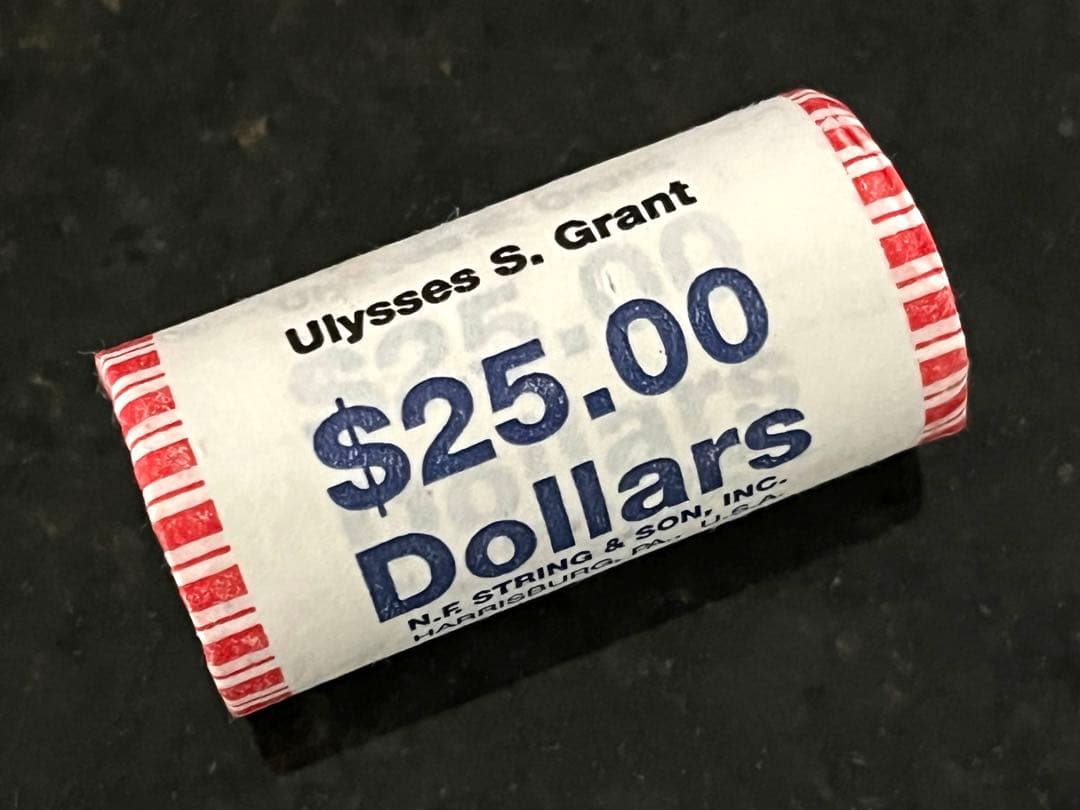 Ulysses S. Grant
$25.00
Dollars
N.F. STRING & SON, INC.
HARRISBURG, PA., U.S.A.